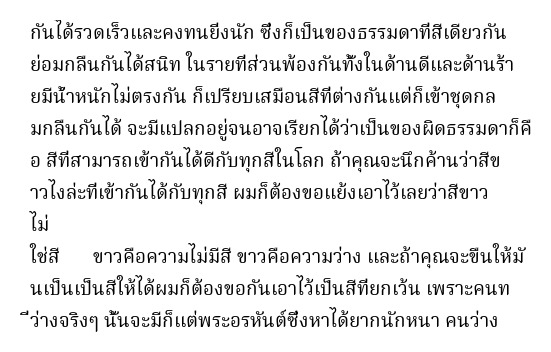 กันได้รวดเร็วและคงทนยิ่งนัก ซึ่งก็เป็นของธรรมดาที่สีเดียวกัน
ย่อมกลืนกันได้สนิท ในรายที่ส่วนพ้องกันทั้งในด้านดีและด้านร้า
ยมีน้ำหนักไม่ตรงกัน ก็เปรียบเสมือนสีที่ต่างกันแต่ก็เข้าชุดกล
มกลืนกันได้ จะมีแปลกอยู่จนอาจเรียกได้ว่าเป็นของผิดธรรมดาก็คื
อ สีที่สามารถเข้ากันได้ดีกับทุกสีในโลก ถ้าคุณจะนึกค้านว่าสีข
าวไงล่ะที่เข้ากันได้กับทุกสี ผมก็ต้องขอแย้งเอาไว้เลยว่าสีขาว
ไม่
ใช่สี ขาวคือความไม่มีสี ขาวคือความว่าง และถ้าคุณจะขืนให้มั
นเป็นเป็นสีให้ได้ผมก็ต้องขอกันเอาไว้เป็นสีที่ยกเว้น เพราะคนท
ี่ว่างจริงๆ นั้นจะมีก็แต่พระอรหันต์ซึ่งหาได้ยากนักหนา คนว่าง